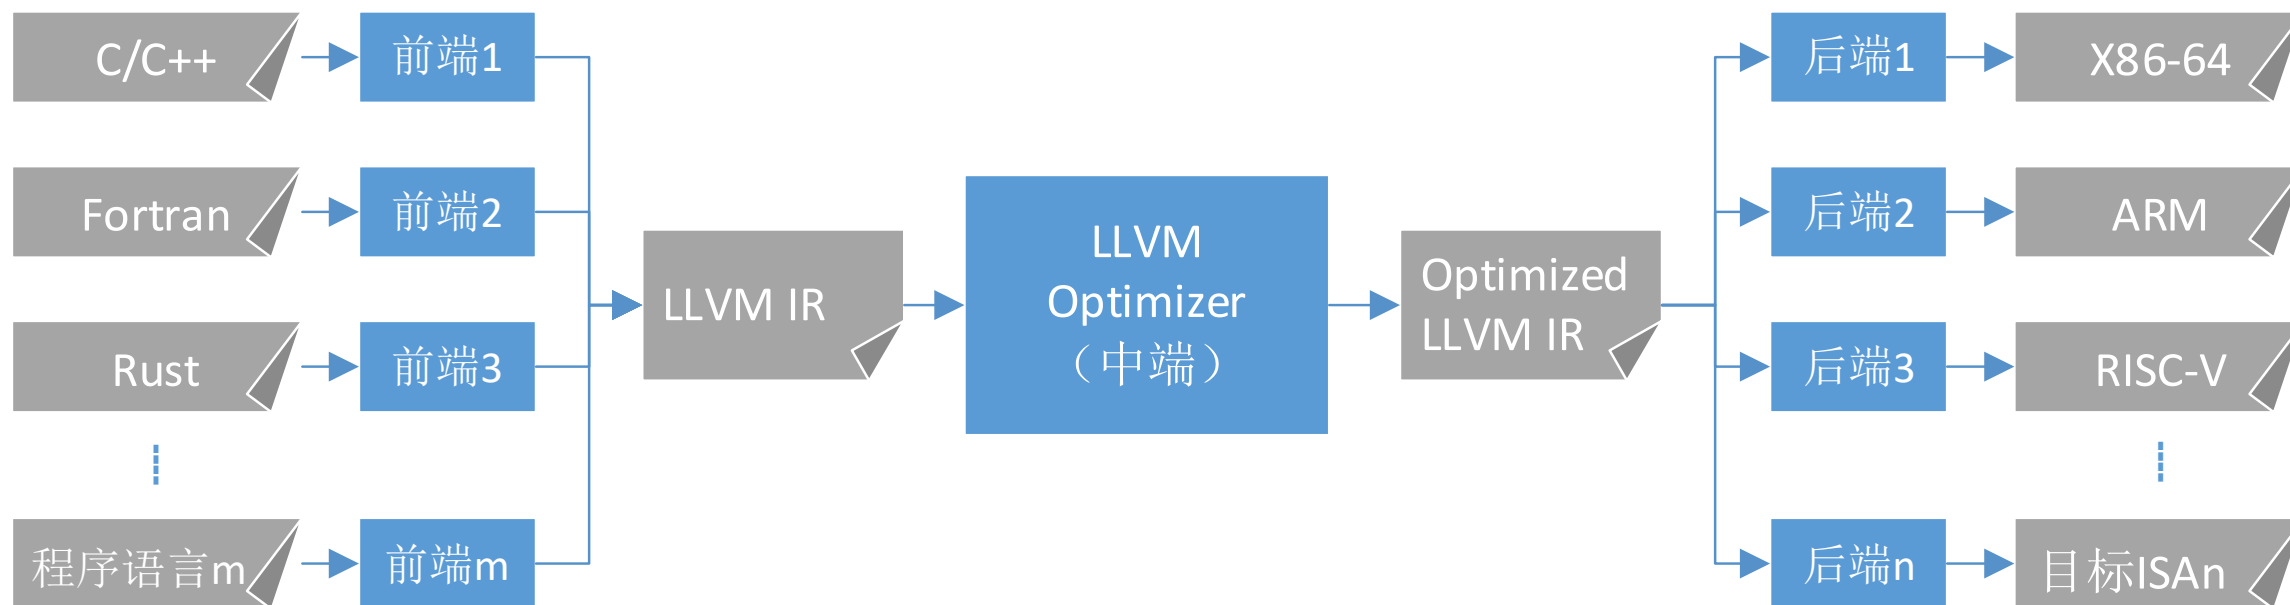 C/C++
前端1
后端1
X86-64
Fortran
前端2
后端2
ARM
LLVM IR
LLVM
Optimizer
（中端）
Optimized
LLVM IR
Rust
前端3
后端3
RISC-V
程序语言m
前端m
后端n
目标ISAn